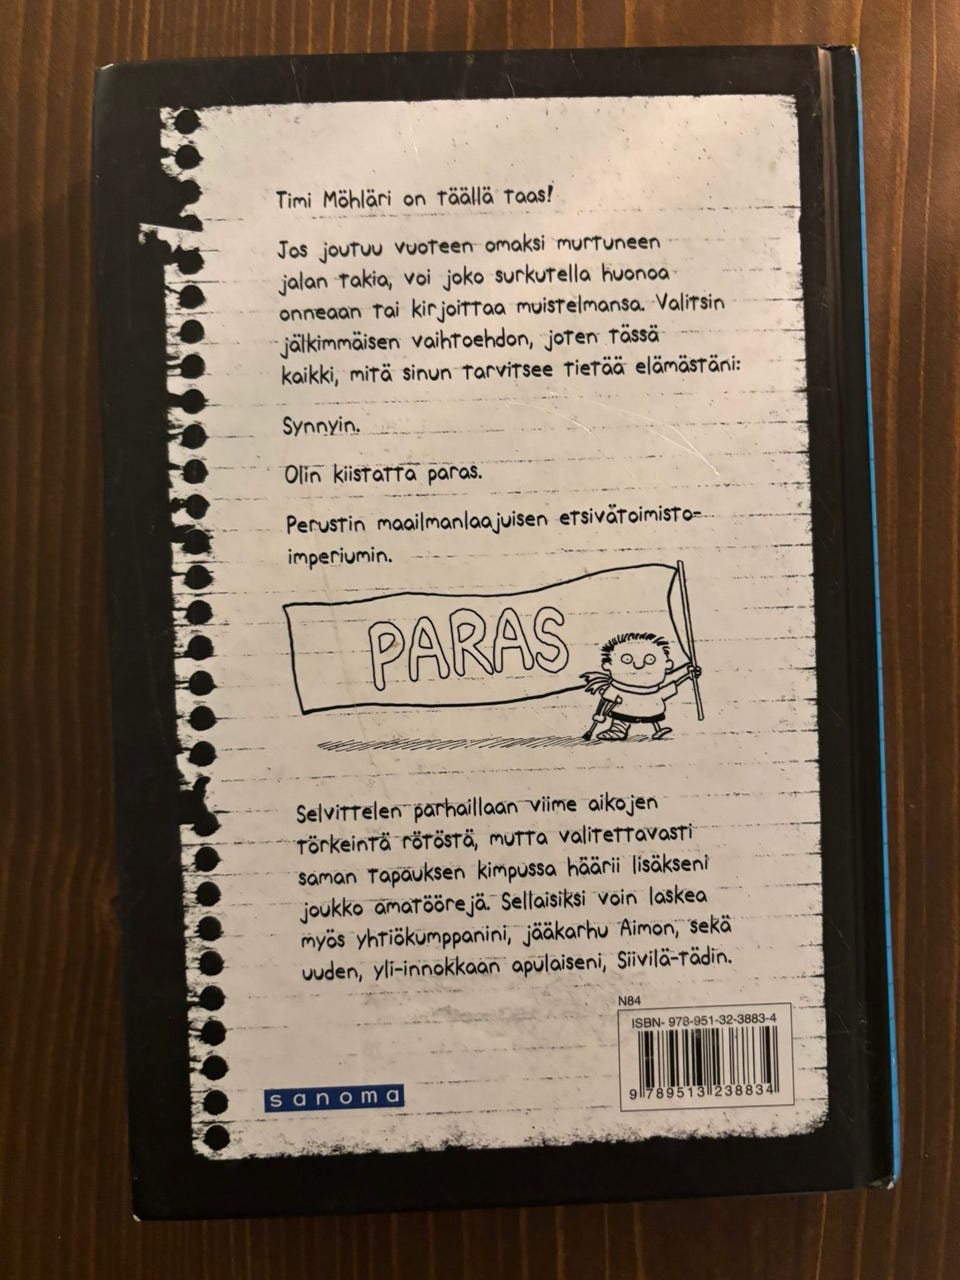 Timi Möhläri on täällä taas!
Jos joutuu vuoteen omaksi murtuneen
jalan takia, voi joko surkutella huonoa
onneaan tai kirjoittaa muistelmansa. Valitsin
jälkimmäisen vaihtoehdon, joten tässä
kaikki, mitä sinun tarvitsee tietää elämästäni:
Synnyin.
Olin kiistatta paras.
Perustin maailmanlaajuisen etsivätoimisto-
imperiumin.
PARAS
Selvittelen parhaillaan viime aikojen
törkeintä rötöstä, mutta valitettavasti
saman tapauksen kimpussa häärii lisäkseni
joukko amatöörejä. Sellaisiksi voin laskea
myös yhtiökumppanini, jääkarhu Aimon, sekä
uuden, yli-innokkaan apulaiseni, Siivilä-tädin.
N84
ISBN- 978-951-32-3883-4
9 789513 238834
sanoma